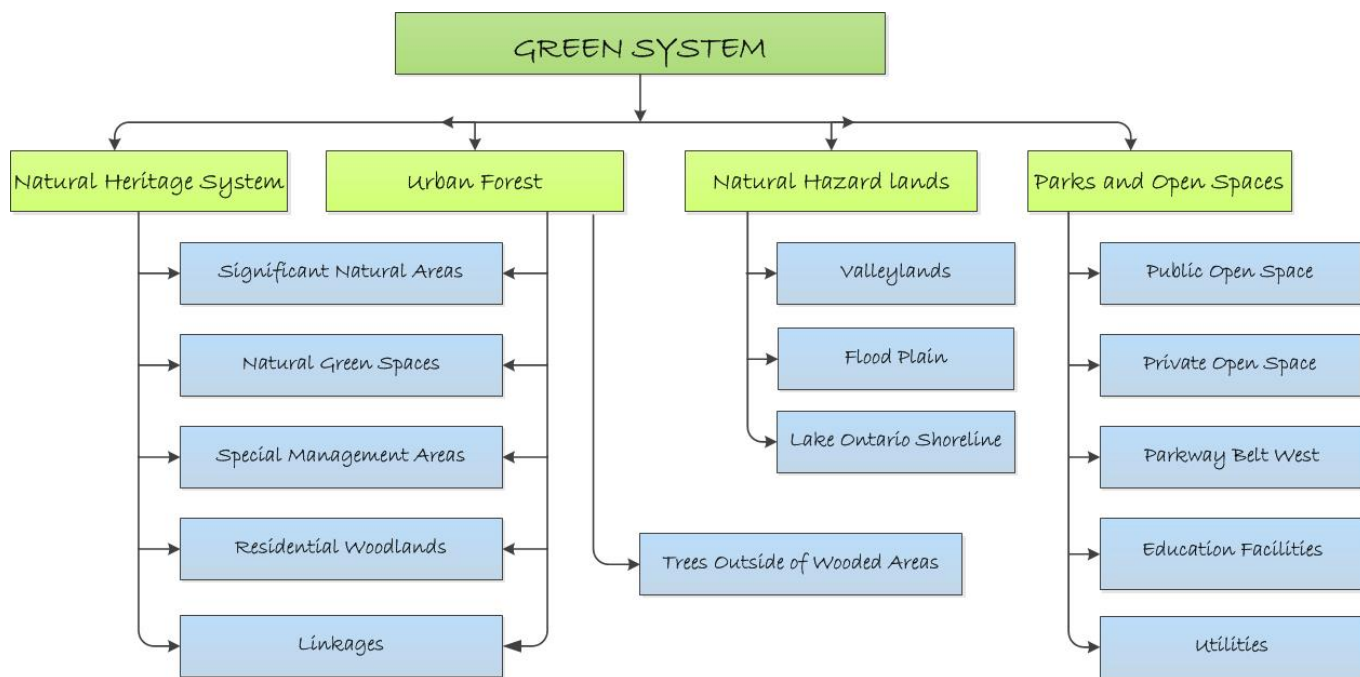 GREEN SYSTEM
Natural Heritage System
Urban Forest
Natural Hazard lands
Parks and Open Spaces
Significant Natural Areas
Natural Green Spaces
Special Management Areas
Residential Woodlands
Linkages
Trees Outside of Wooded Areas
Valleylands
Flood Plain
Lake Ontario Shoreline
Public Open Space
Private Open Space
Parkway Belt West
Education Facilities
Utilities